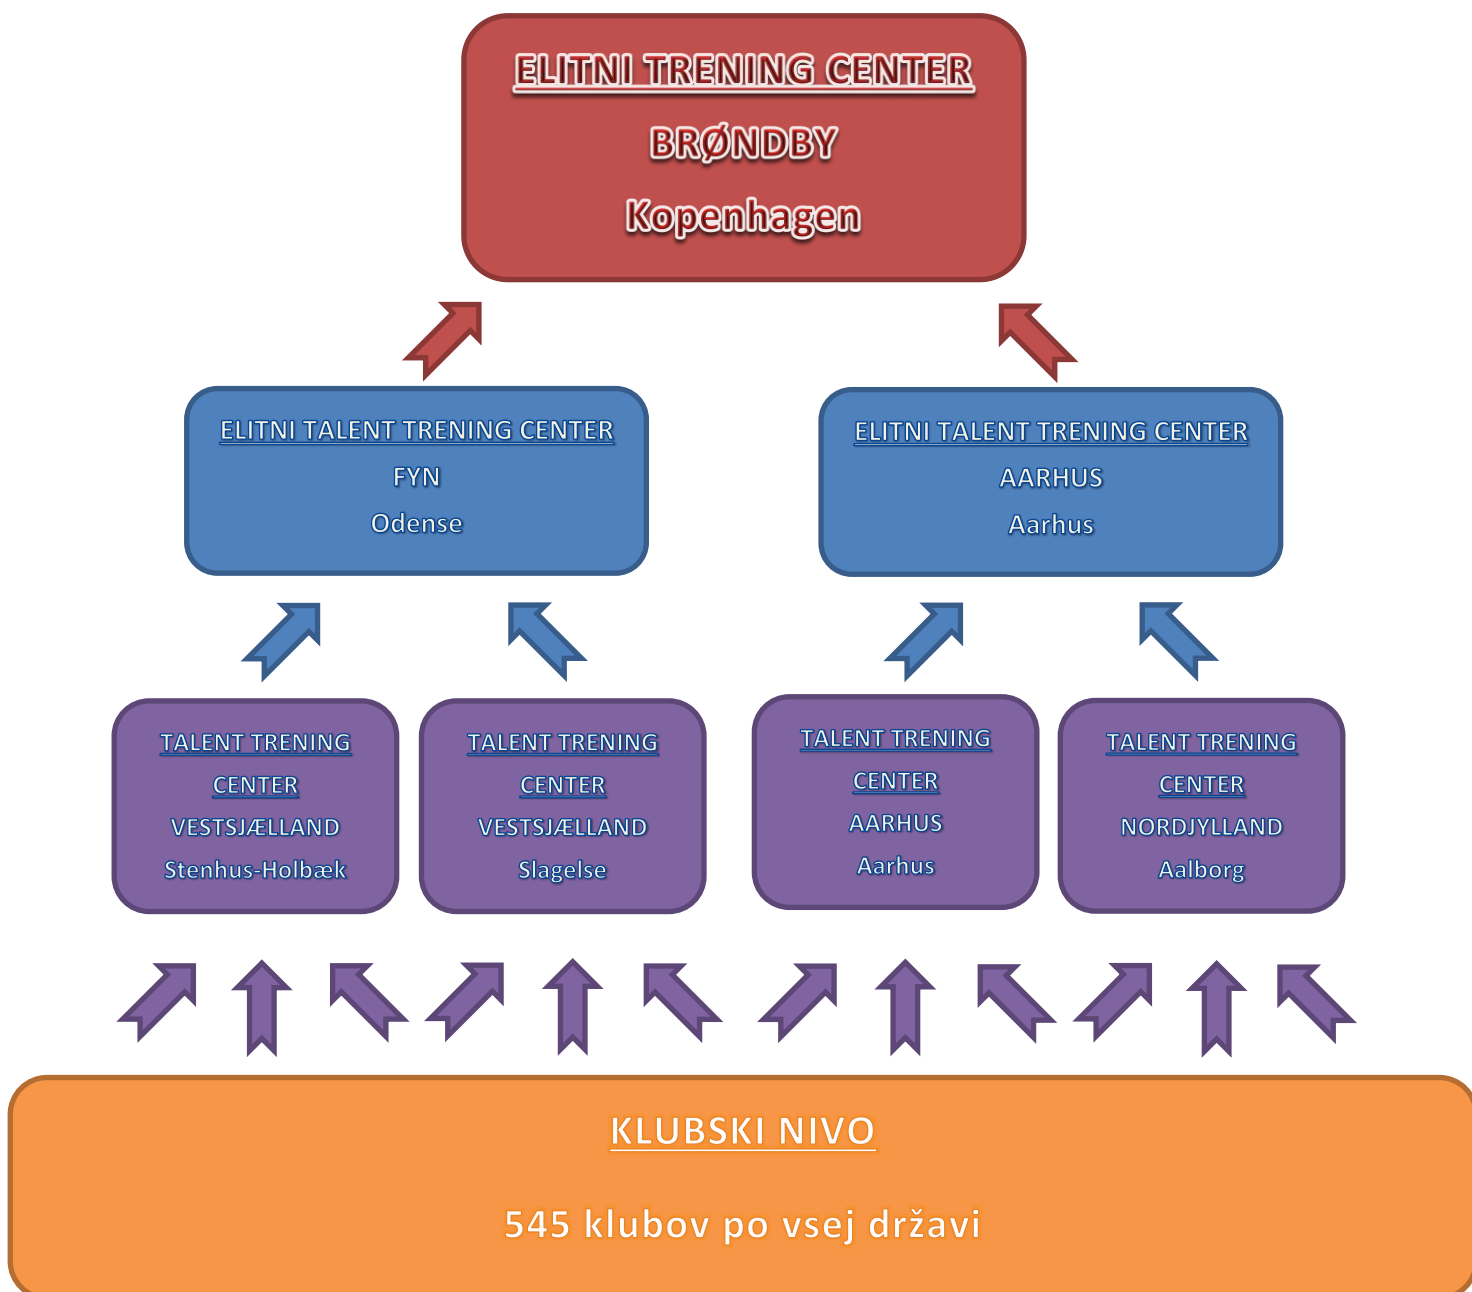 ELITNI TRENING CENTER
BRØNDBY
Kopenhagen
ELITNI TALENT TRENING CENTER
FYN
Odense
ELITNI TALENT TRENING CENTER
AARHUS
Aarhus
TALENT TRENING
CENTER
VESTSJÆLLAND
Stenhus-Holbæk
TALENT TRENING
CENTER
VESTSJÆLLAND
Slagelse
TALENT TRENING
CENTER
AARHUS
Aarhus
TALENT TRENING
CENTER
NORDJYLLAND
Aalborg
KLUBSKI NIVO
545 klubov po vsej državi